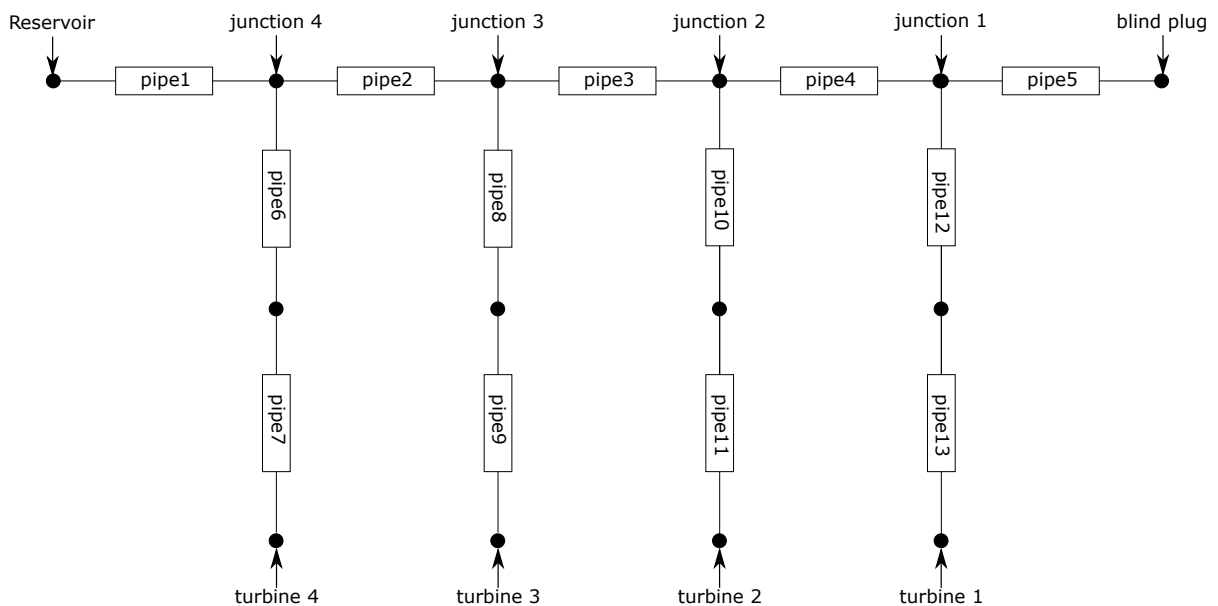 Reservoir
junction 4
junction 3
junction 2
junction 1
blind plug
pipe1
pipe2
pipe3
pipe4
pipe5
pipe6
pipe8
pipe10
pipe12
pipe7
pipe9
pipe11
pipe13
turbine 4
turbine 3
turbine 2
turbine 1